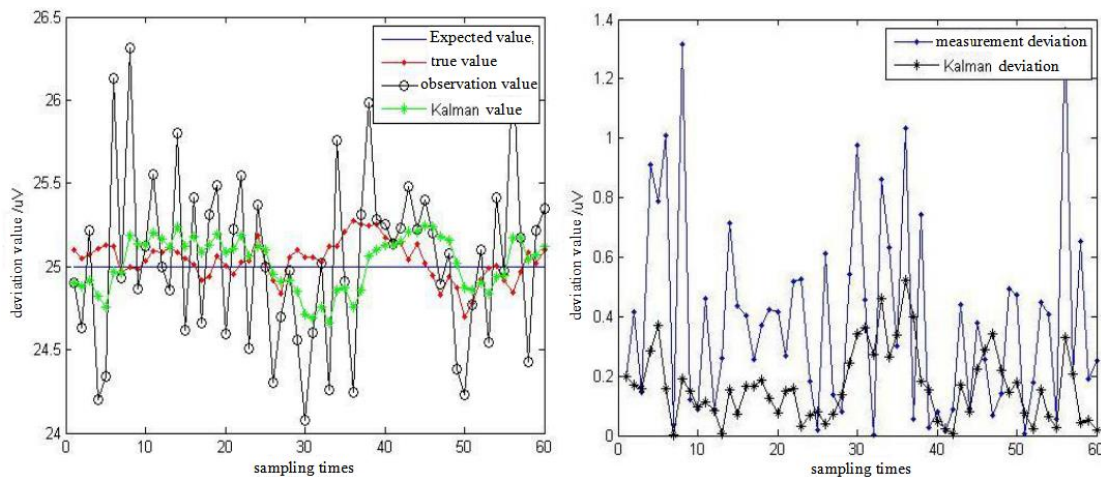 26.5
26
25.5
25
24.5
24
0
10
20
30
40
50
60
sampling times
deviation value /uV
Expected value,
true value
observation value
Kalman value
1.4
1.2
1
0.8
0.6
0.4
0.2
0
0
10
20
30
40
50
60
sampling times
deviation value /uV
measurement deviation
Kalman deviation